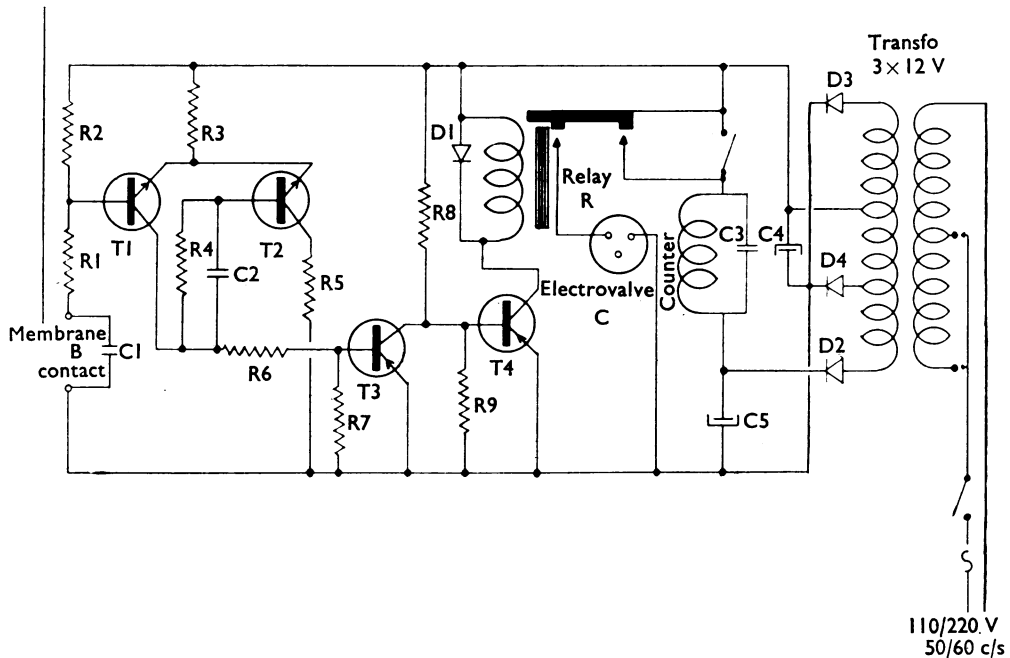 Transfo
3 × 12 V
D3
R2
R3
D1
Relay
R
R8
T1
T2
R4
R1
C2
R5
C3
C4
Counter
D4
Electrovalve
C
Membrane
B
contact
C1
R6
T3
T4
D2
R7
R9
C5
110/220 V
50/60 c/s